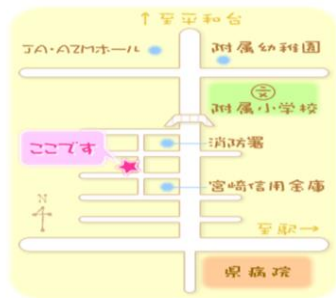 ↑至平和台
JA・AZMホール
附属幼稚園
文
附属小学校
消防署
ここです
宮崎信用金庫
N
至駅→
県病院